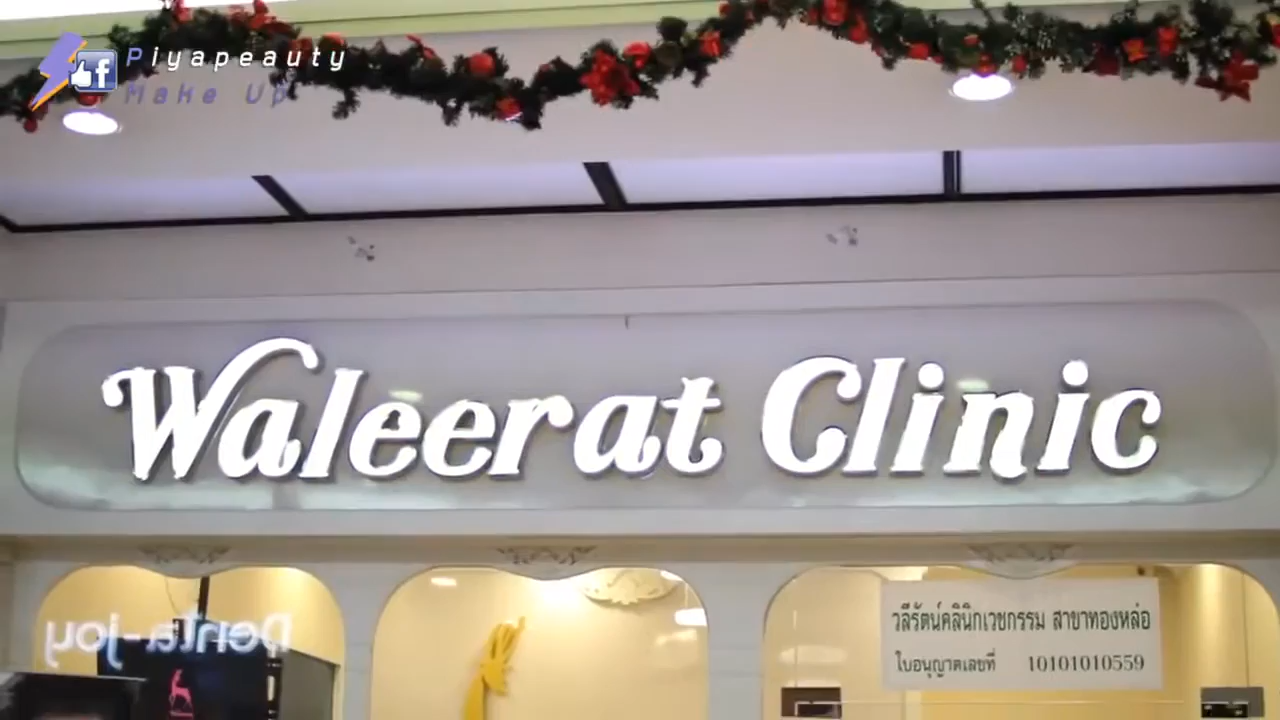 Piyapeauty
Make Up
Waleerat Clinic
Denta-joy
วลีรัตน์คลินิกเวชกรรม สาขาทองหล่อ
ใบอนุญาตเลขที่ 10101010559